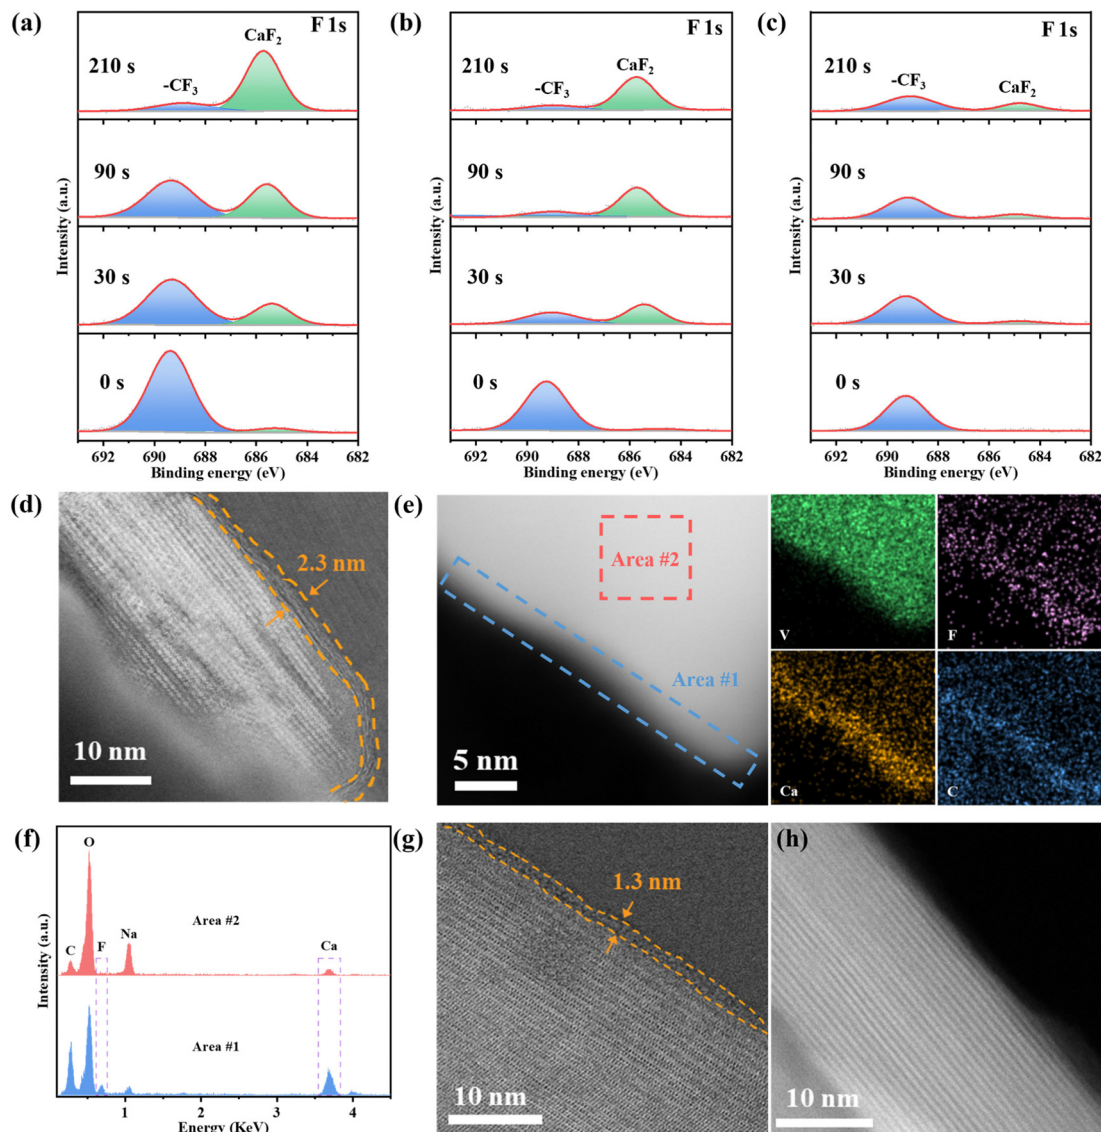 (a)
F 1s
210 s
-CF3
CaF2
90 s
30 s
0 s
Intensity (a.u.)
692 690 688 686 684 682
Binding energy (eV)
(b)
F 1s
210 s
-CF3
CaF2
90 s
30 s
0 s
Intensity (a.u.)
692 690 688 686 684 682
Binding energy (eV)
(c)
F 1s
210 s
-CF3
CaF2
90 s
30 s
0 s
Intensity (a.u.)
692 690 688 686 684 682
Binding energy (eV)
(d)
2.3 nm
10 nm
(e)
Area #2
Area #1
5 nm
V
F
Ca
C
(f)
O
Area #2
C
F
Na
Ca
Area #1
Intensity (a.u.)
1 2 3 4
Energy (KeV)
(g)
1.3 nm
10 nm
(h)
10 nm